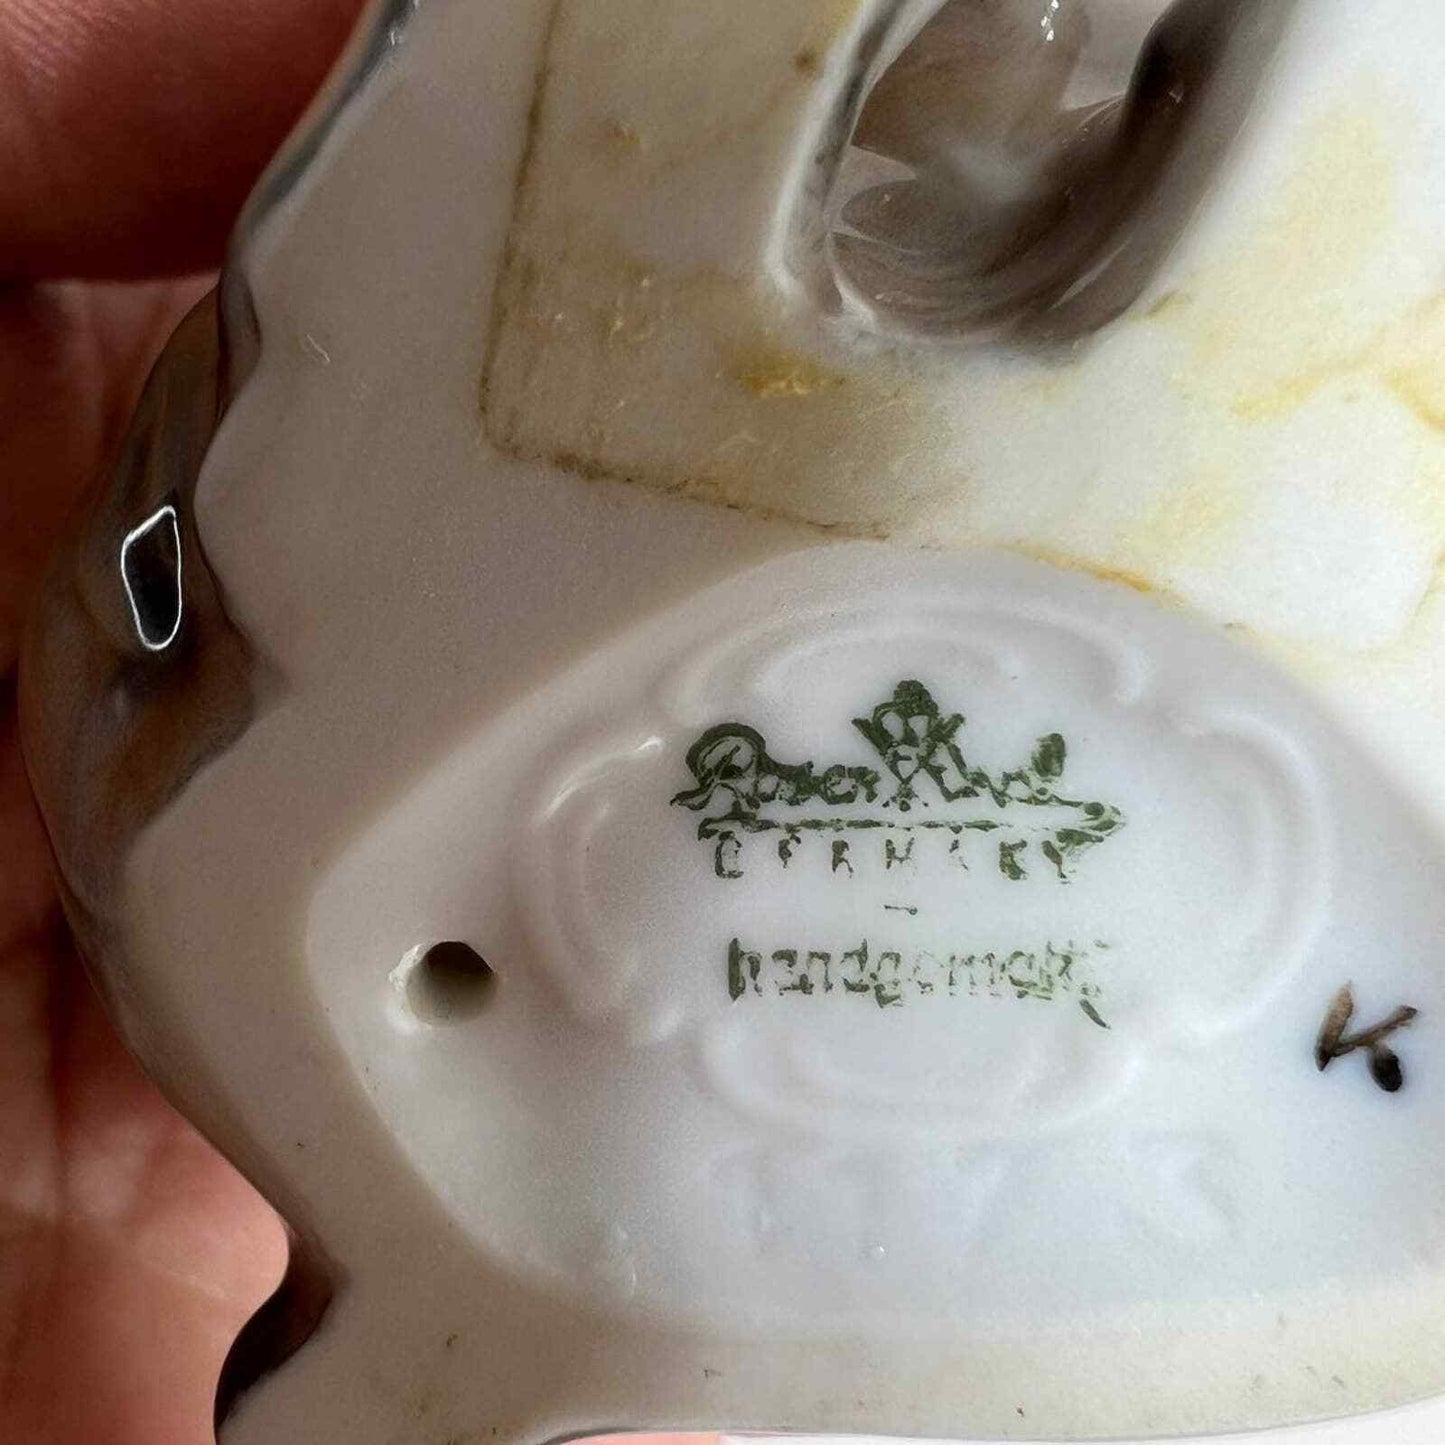 Rosenthal
GERMANY
handgemalt
K